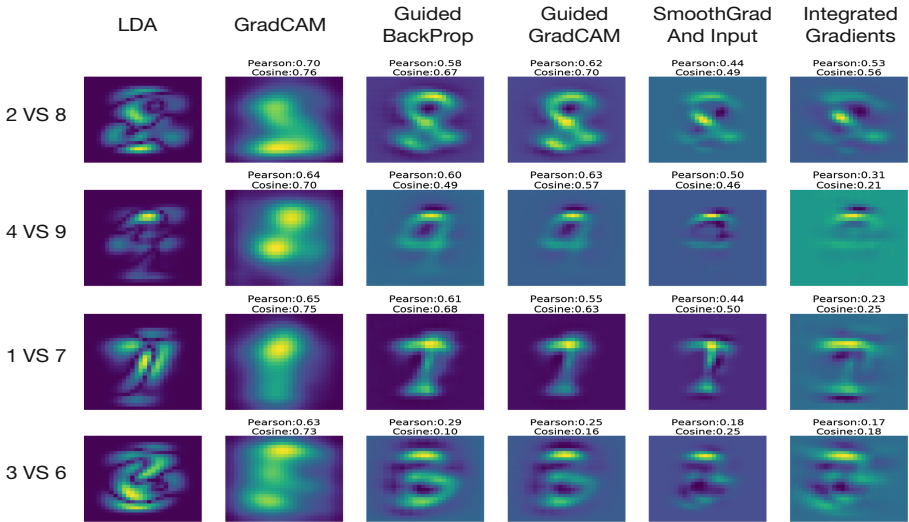 LDA
GradCAM
Guided
BackProp
Guided
GradCAM
SmoothGrad
And Input
Integrated
Gradients
2 VS 8
Pearson:0.70
Cosine:0.76
Pearson:0.58
Cosine:0.67
Pearson:0.62
Cosine:0.70
Pearson:0.44
Cosine:0.49
Pearson:0.53
Cosine:0.56
4 VS 9
Pearson:0.64
Cosine:0.70
Pearson:0.60
Cosine:0.49
Pearson:0.63
Cosine:0.57
Pearson:0.50
Cosine:0.46
Pearson:0.31
Cosine:0.21
1 VS 7
Pearson:0.65
Cosine:0.75
Pearson:0.61
Cosine:0.68
Pearson:0.55
Cosine:0.63
Pearson:0.44
Cosine:0.50
Pearson:0.23
Cosine:0.25
3 VS 6
Pearson:0.63
Cosine:0.73
Pearson:0.29
Cosine:0.10
Pearson:0.25
Cosine:0.16
Pearson:0.18
Cosine:0.25
Pearson:0.17
Cosine:0.18